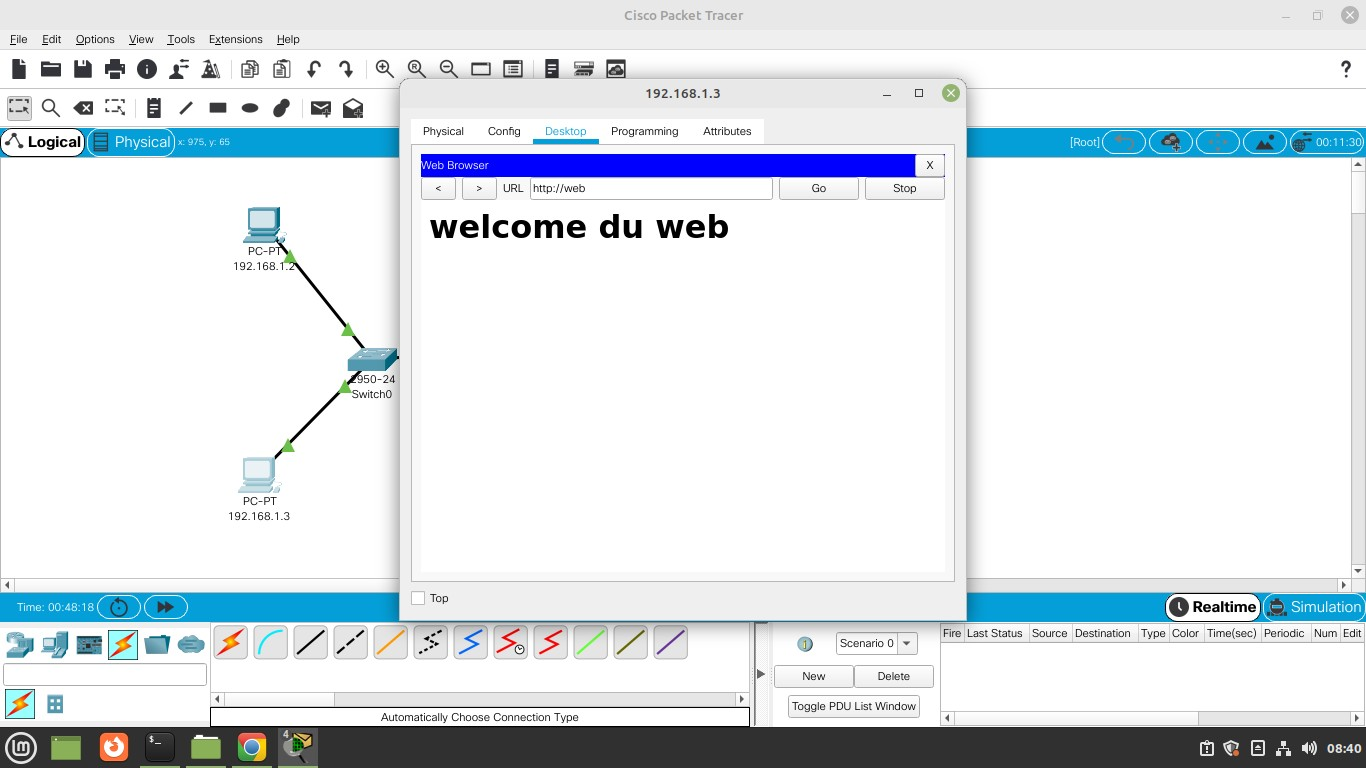 Cisco Packet Tracer
File Edit Options View Tools Extensions Help
192.168.1.3
Physical Config Desktop Programming Attributes
Logical Physical x: 975, y: 65 [Root] 00:11:30
Web Browser X
< > URL http://web Go Stop
welcome du web
PC-PT
192.168.1.2
2950-24
Switch0
PC-PT
192.168.1.3
Top
Time: 00:48:18 Realtime Simulation
Scenario 0
Fire Last Status Source Destination Type Color Time(sec) Periodic Num Edit
New Delete
Toggle PDU List Window
Automatically Choose Connection Type
4
08:40